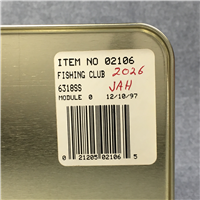 ITEM NO 02106
FISHING CLUB 2026
6318SS JAH
MODULE 0 12/10/97
0 21205 02106 5